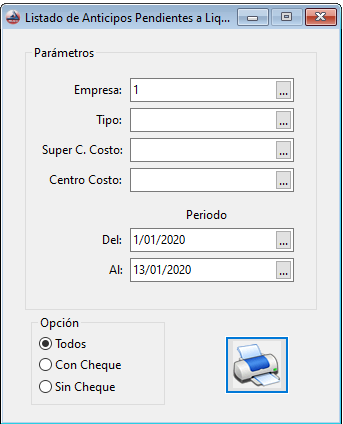 Listado de Anticipos Pendientes a Liq...
Parámetros
Empresa: 1 ...
Tipo: ...
Super C. Costo: ...
Centro Costo: ...
Periodo
Del: 1/01/2020 ...
Al: 13/01/2020 ...
Opción
Todos
Con Cheque
Sin Cheque